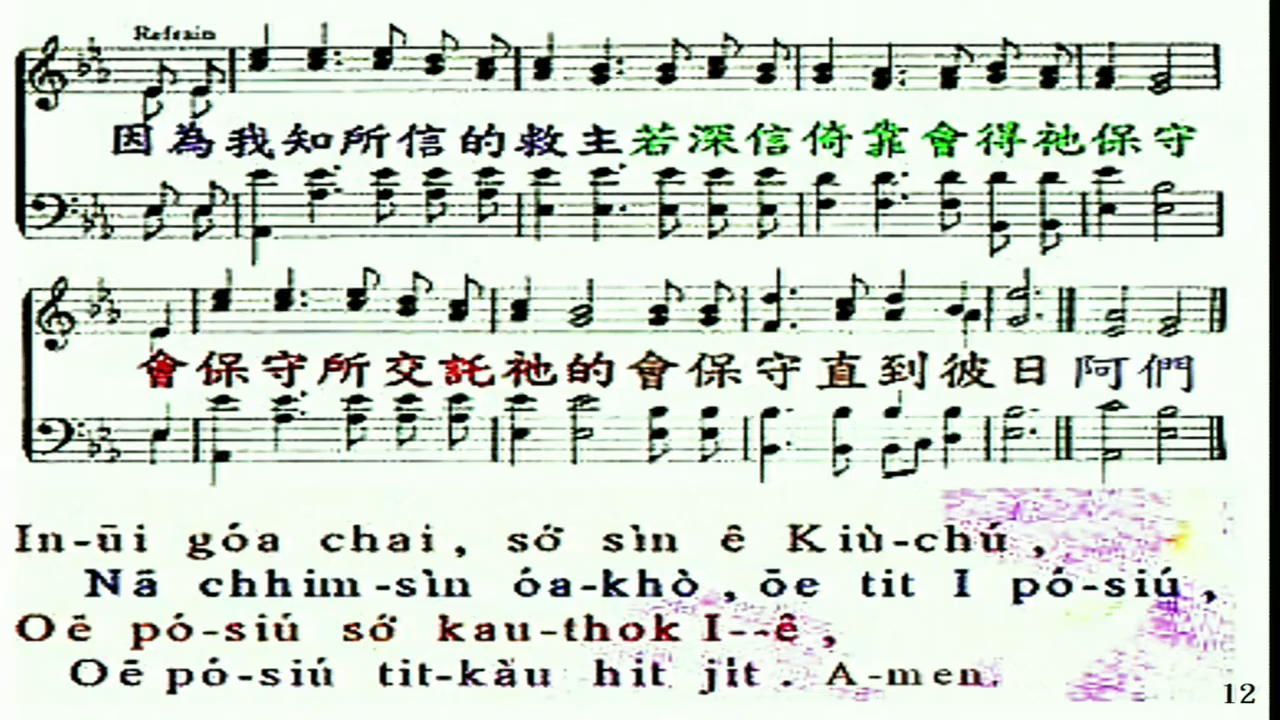 Refrain
因為我知所信的救主若深信倚靠會得祂保守
會保守所交託祂的會保守直到彼日 阿們
In-ūi góa chai, só͘ sìn ê Kiù-chú,
Nā chhim-sìn óa-khò, ōe tit I pó-siú,
Oē pó-siú só͘ kau-thok I--ê,
Oē pó-siú tit-kàu hit ji̍t. A-men.
12